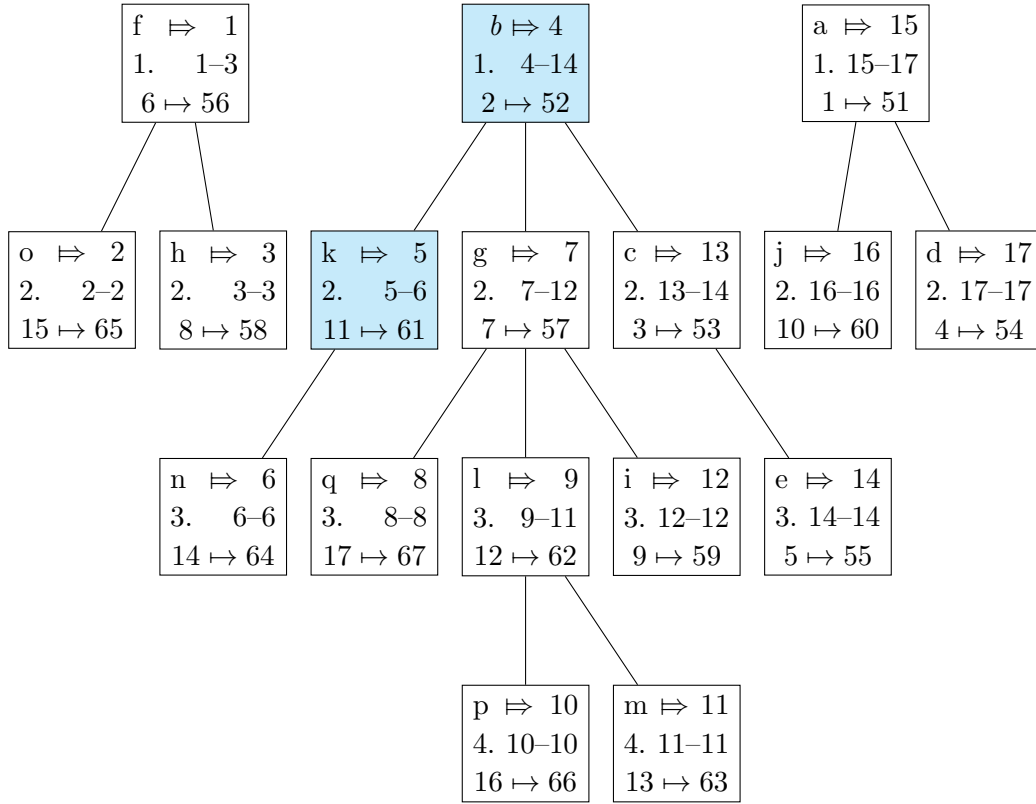 f ⤇ 1
1. 1–3
6 ↦ 56
b ⤇ 4
1. 4–14
2 ↦ 52
a ⤇ 15
1. 15–17
1 ↦ 51
o ⤇ 2
2. 2–2
15 ↦ 65
h ⤇ 3
2. 3–3
8 ↦ 58
k ⤇ 5
2. 5–6
11 ↦ 61
g ⤇ 7
2. 7–12
7 ↦ 57
c ⤇ 13
2. 13–14
3 ↦ 53
j ⤇ 16
2. 16–16
10 ↦ 60
d ⤇ 17
2. 17–17
4 ↦ 54
n ⤇ 6
3. 6–6
14 ↦ 64
q ⤇ 8
3. 8–8
17 ↦ 67
l ⤇ 9
3. 9–11
12 ↦ 62
i ⤇ 12
3. 12–12
9 ↦ 59
e ⤇ 14
3. 14–14
5 ↦ 55
p ⤇ 10
4. 10–10
16 ↦ 66
m ⤇ 11
4. 11–11
13 ↦ 63